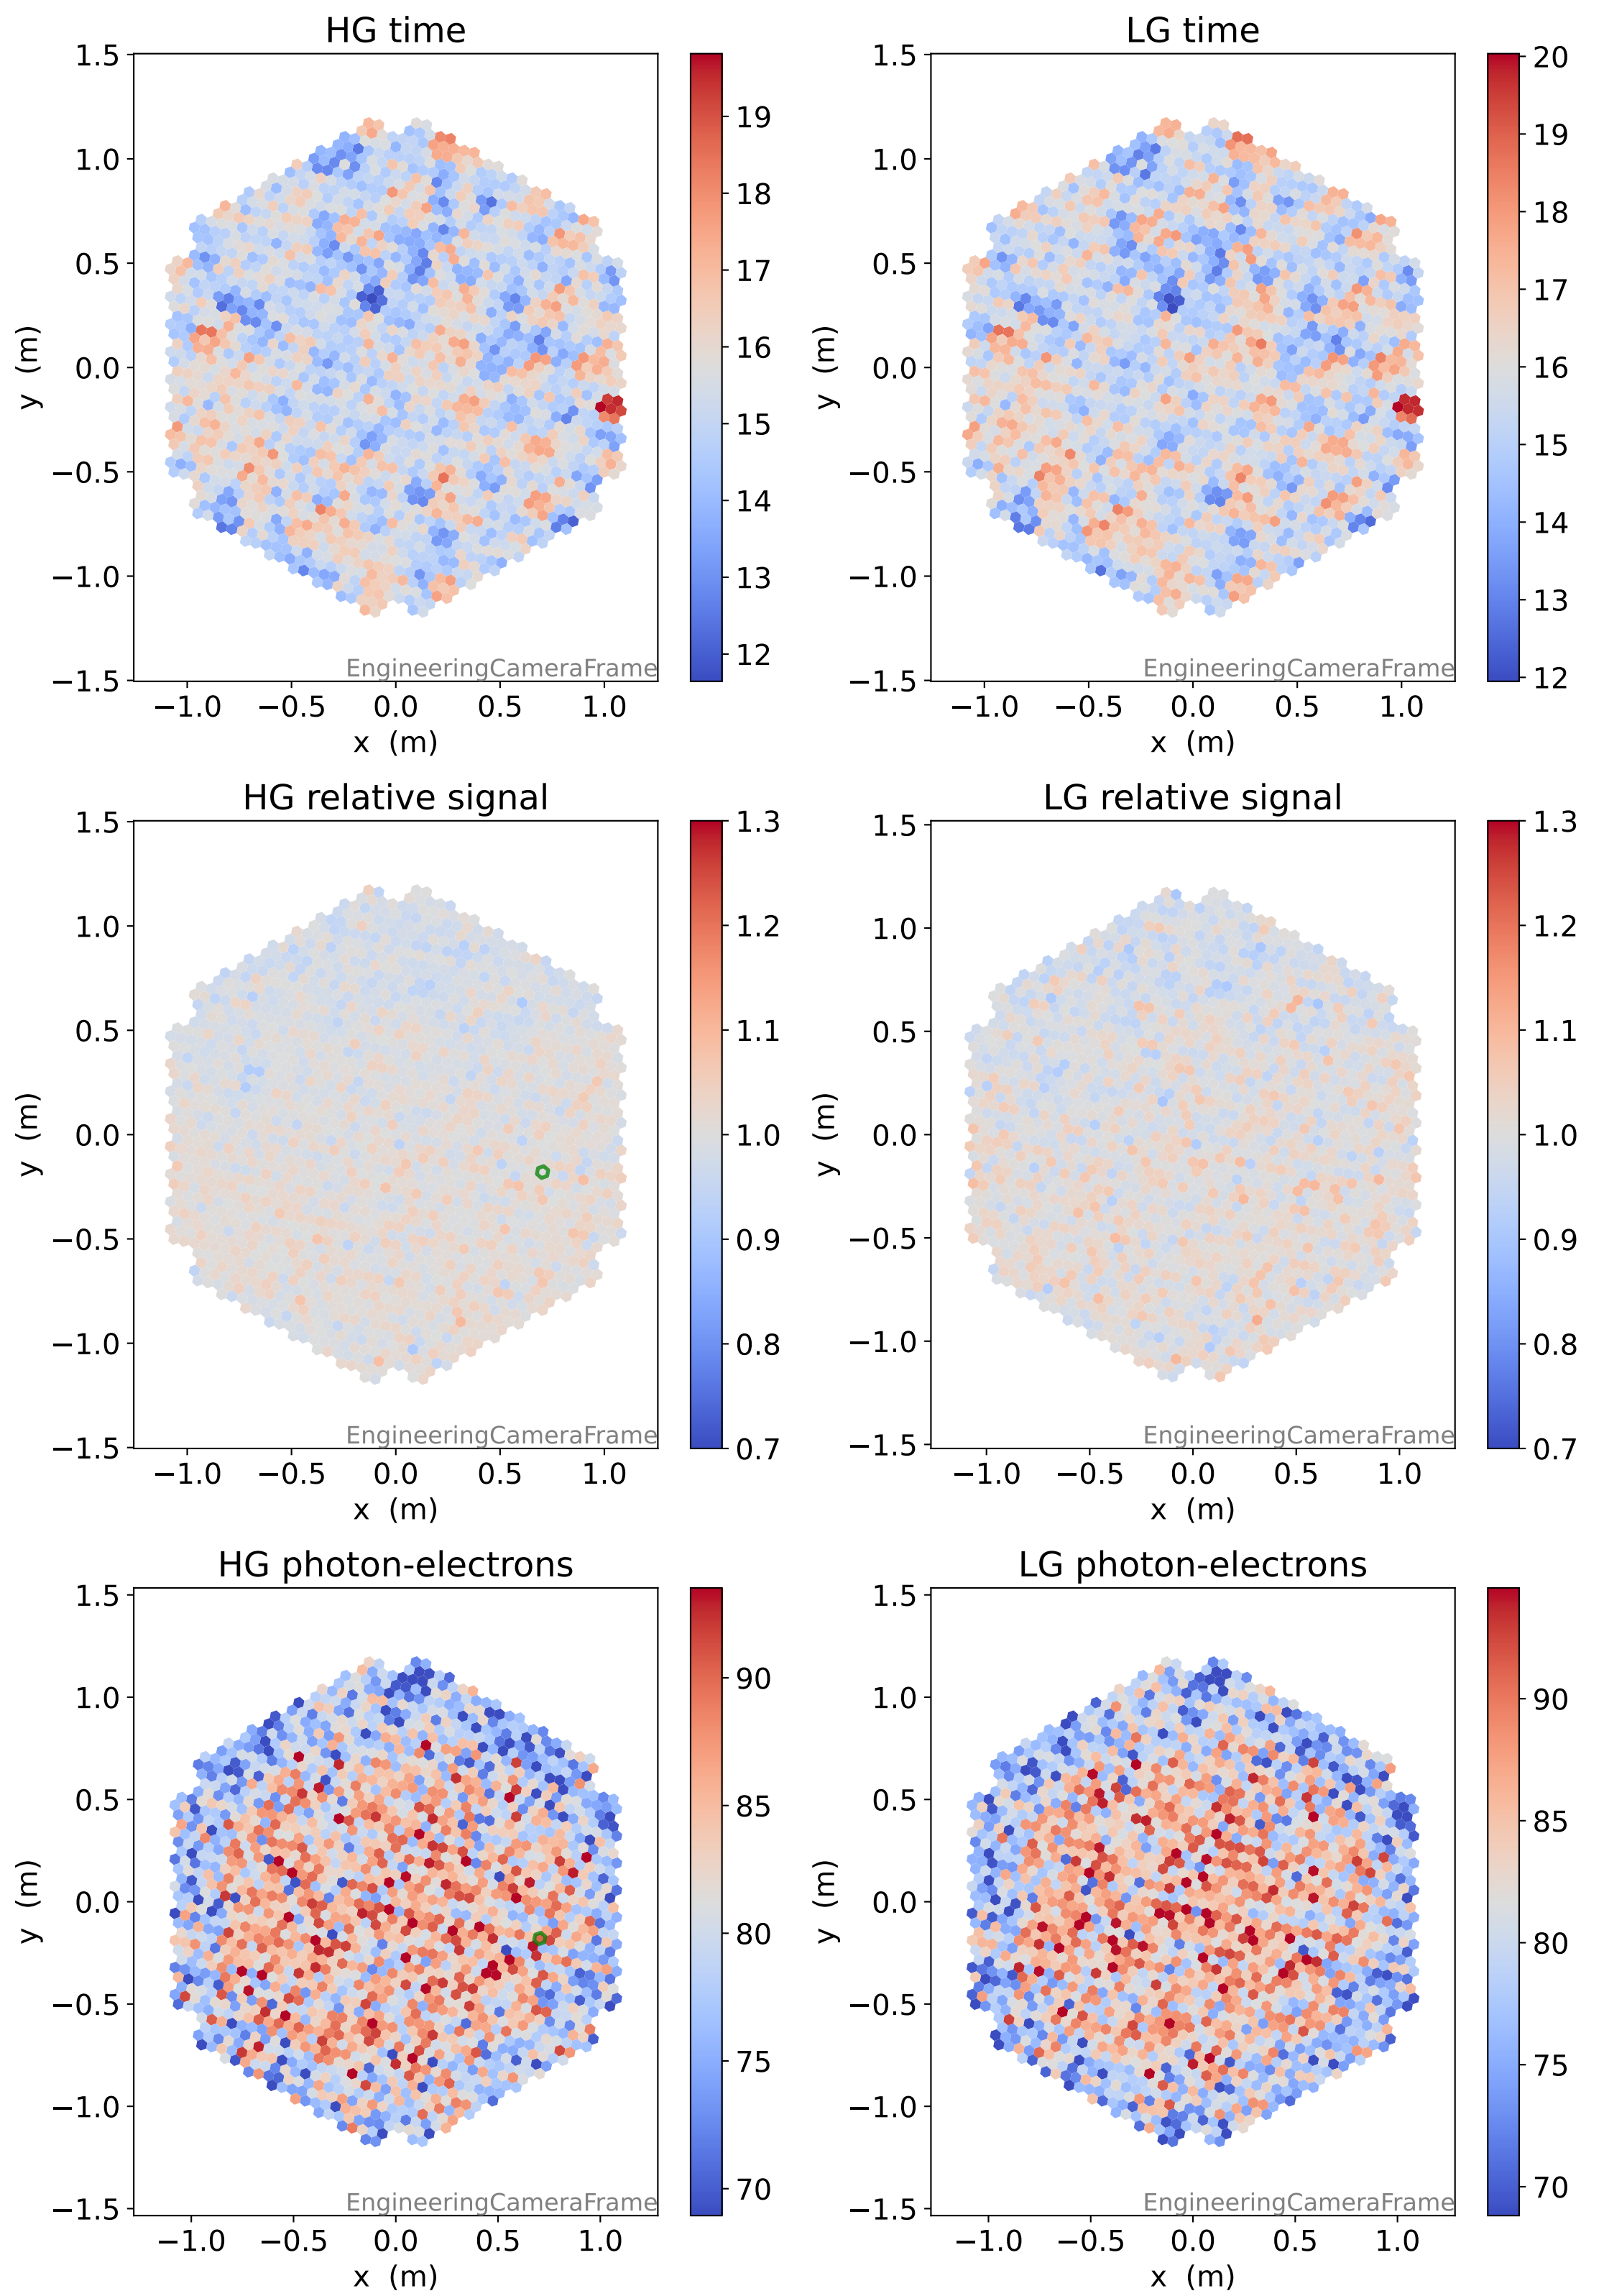 HG time
1.5
1.0
0.5
0.0
−0.5
−1.0
−1.5
y (m)
−1.0 −0.5 0.0 0.5 1.0
x (m)
EngineeringCameraFrame
19
18
17
16
15
14
13
12
LG time
1.5
1.0
0.5
0.0
−0.5
−1.0
−1.5
y (m)
−1.0 −0.5 0.0 0.5 1.0
x (m)
EngineeringCameraFrame
20
19
18
17
16
15
14
13
12
HG relative signal
1.5
1.0
0.5
0.0
−0.5
−1.0
−1.5
y (m)
−1.0 −0.5 0.0 0.5 1.0
x (m)
EngineeringCameraFrame
1.3
1.2
1.1
1.0
0.9
0.8
0.7
LG relative signal
1.5
1.0
0.5
0.0
−0.5
−1.0
−1.5
y (m)
−1.0 −0.5 0.0 0.5 1.0
x (m)
EngineeringCameraFrame
1.3
1.2
1.1
1.0
0.9
0.8
0.7
HG photon-electrons
1.5
1.0
0.5
0.0
−0.5
−1.0
−1.5
y (m)
−1.0 −0.5 0.0 0.5 1.0
x (m)
EngineeringCameraFrame
90
85
80
75
70
LG photon-electrons
1.5
1.0
0.5
0.0
−0.5
−1.0
−1.5
y (m)
−1.0 −0.5 0.0 0.5 1.0
x (m)
EngineeringCameraFrame
90
85
80
75
70